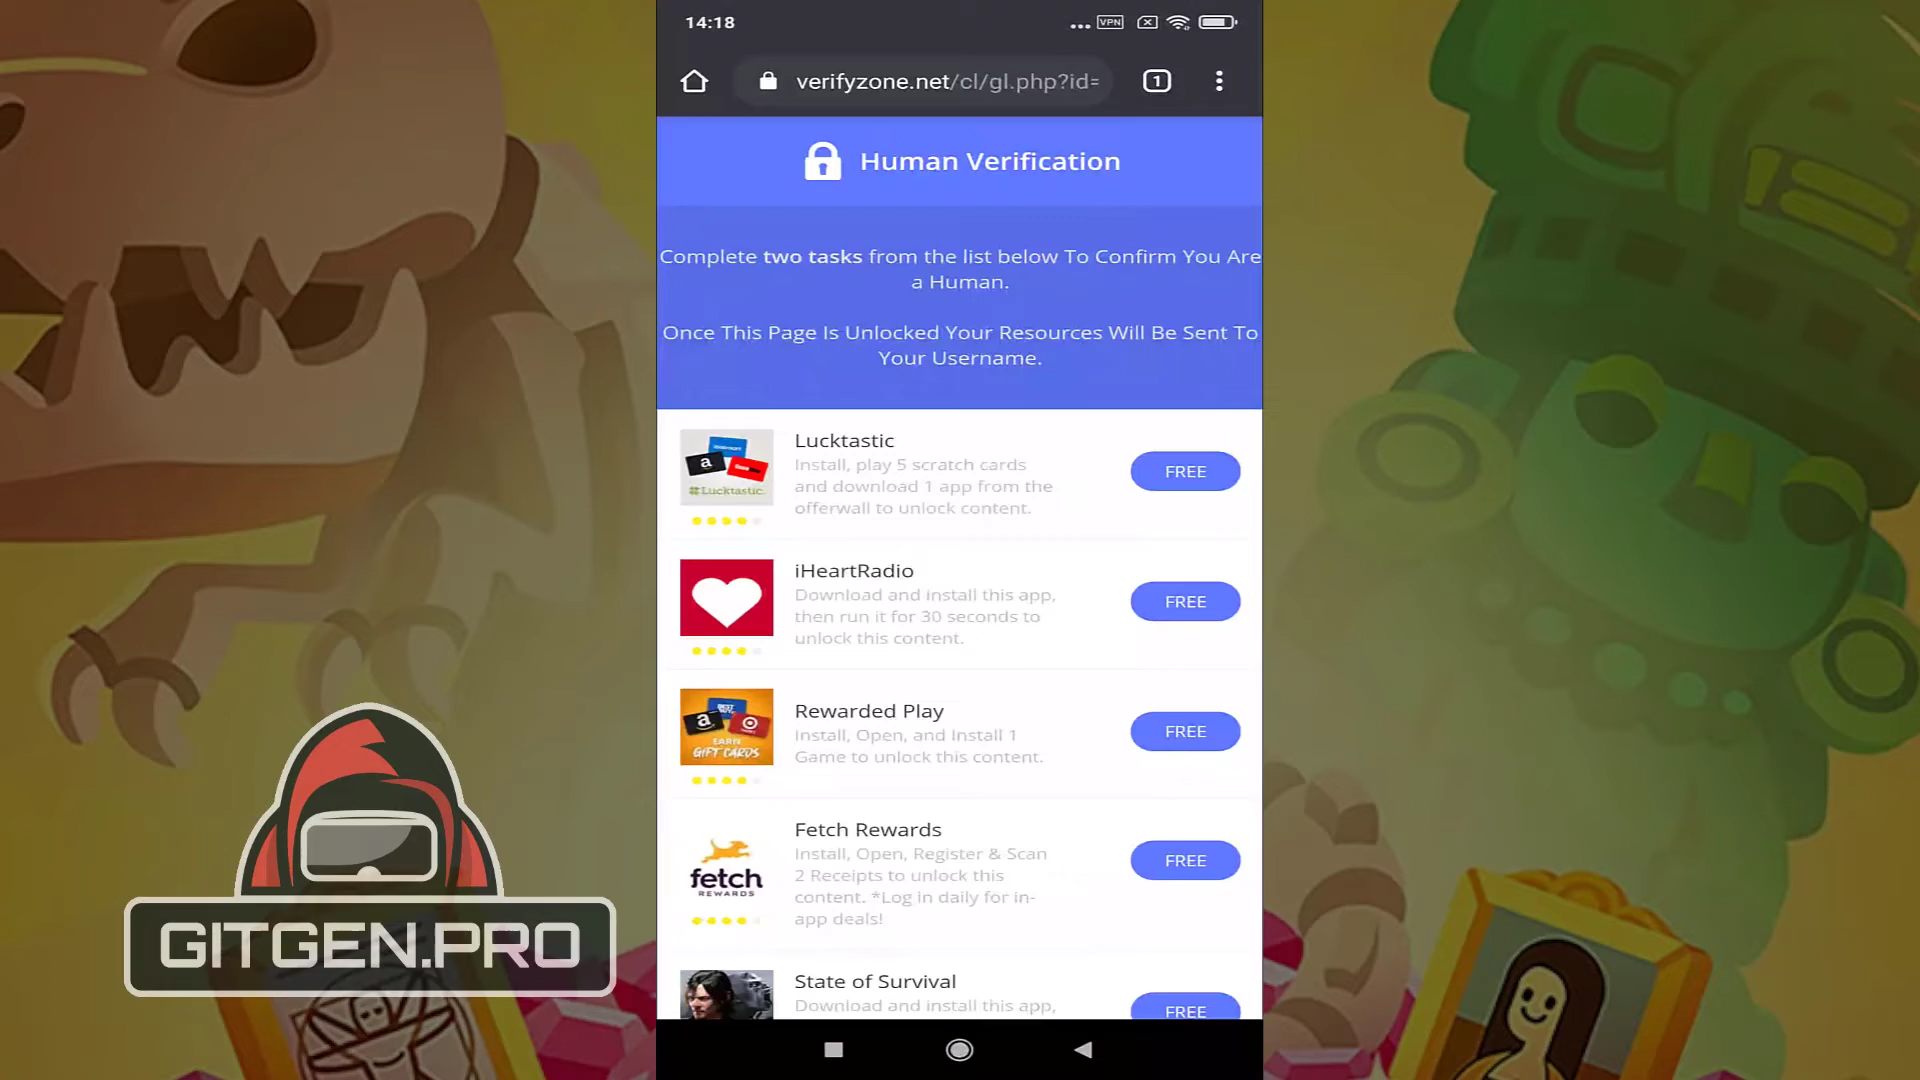 14:18
VPN
verifyzone.net/cl/gl.php?id=
1
Human Verification
Complete two tasks from the list below To Confirm You Are
a Human.
Once This Page Is Unlocked Your Resources Will Be Sent To
Your Username.
Lucktastic
Install, play 5 scratch cards
and download 1 app from the
offerwall to unlock content.
FREE
a
#Lucktastic
iHeartRadio
Download and install this app,
then run it for 30 seconds to
unlock this content.
FREE
Rewarded Play
Install, Open, and Install 1
Game to unlock this content.
FREE
BEST
BUY
a
EARN
GIFT CARDS
Fetch Rewards
Install, Open, Register & Scan
2 Receipts to unlock this
content. *Log in daily for in-
app deals!
FREE
fetch
REWARDS
State of Survival
Download and install this app,
FREE
GITGEN.PRO